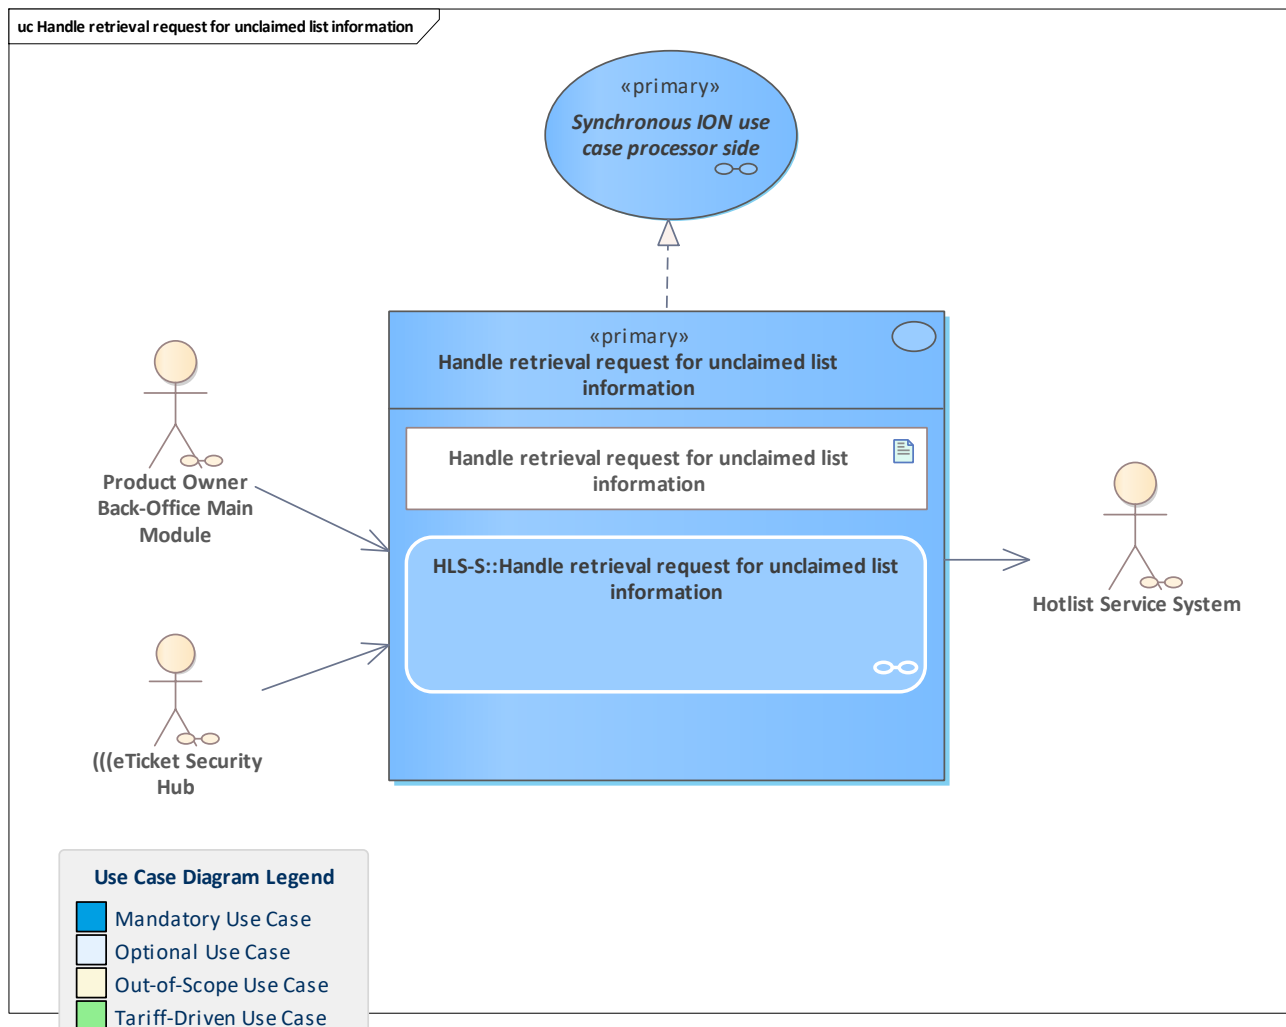 uc Handle retrieval request for unclaimed list information
«primary»
Synchronous ION use
case processor side
«primary»
Handle retrieval request for unclaimed list
information
Handle retrieval request for unclaimed list
information
HLS-S::Handle retrieval request for unclaimed list
information
Product Owner
Back-Office Main
Module
(((eTicket Security
Hub
Hotlist Service System
Use Case Diagram Legend
Mandatory Use Case
Optional Use Case
Out-of-Scope Use Case
Tariff-Driven Use Case